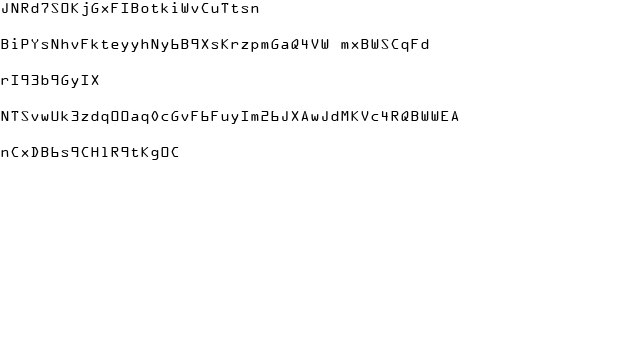 JNRd7SOKjGxFIBotkiWvCuTtsn
BiPYsNhvFkteyyhNy6B9XsKrzpmGaQ4VW mxBWSCqFd
rI93b9GyIX
NTSvwUk3zdqOOaq0cGvF6FuyIm26JXAwJdMKVc4RQBWWEA
nCxDB6s9CH1R9tKgOC